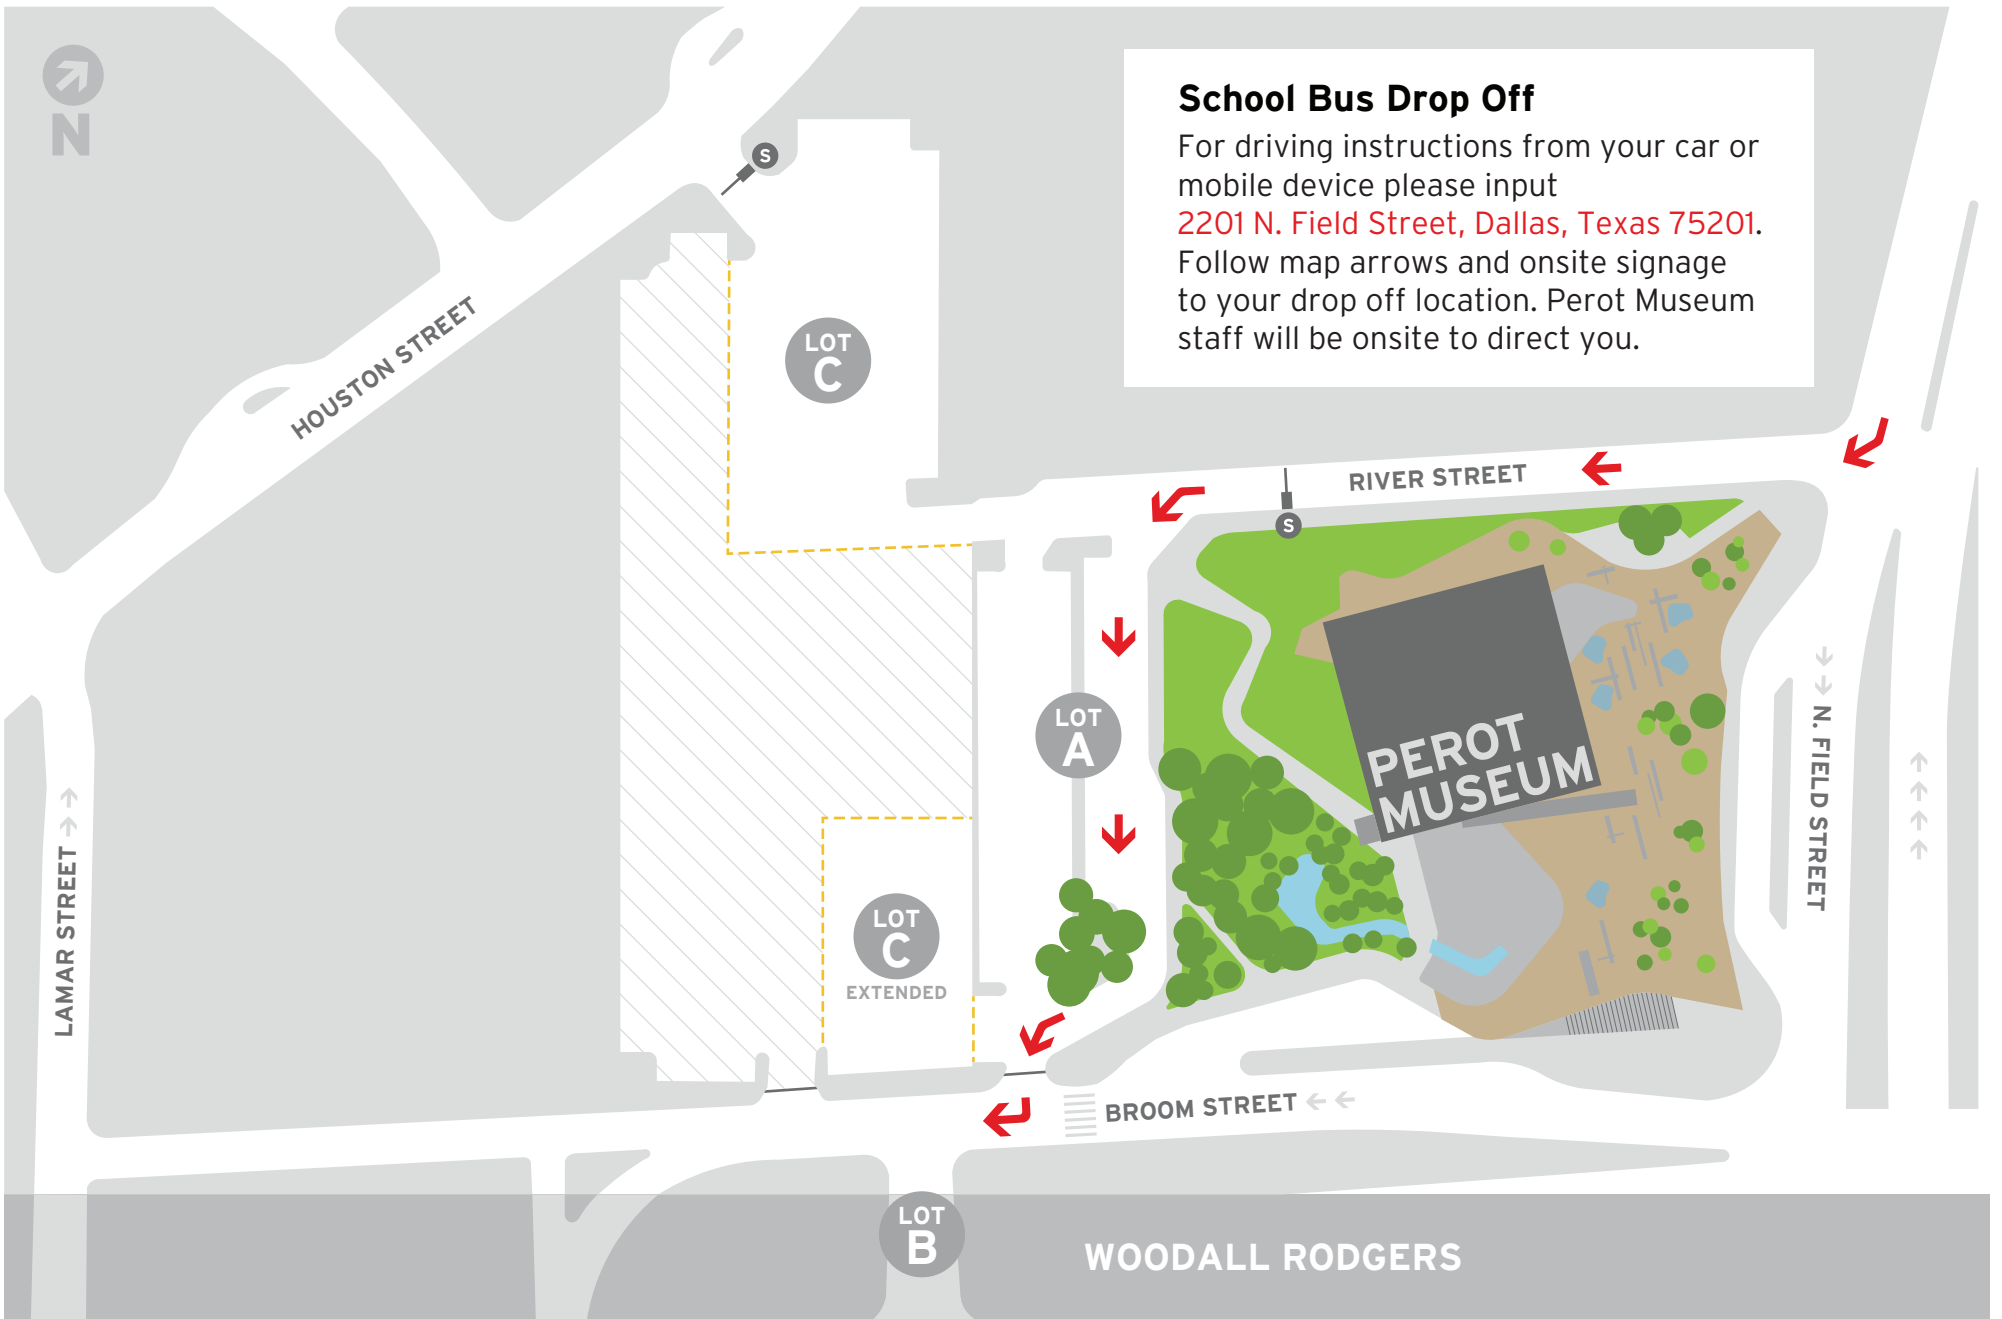 N
School Bus Drop Off
For driving instructions from your car or
mobile device please input
2201 N. Field Street, Dallas, Texas 75201.
Follow map arrows and onsite signage
to your drop off location. Perot Museum
staff will be onsite to direct you.
S
HOUSTON STREET
LOT
C
RIVER STREET
S
LOT
A
PEROT
MUSEUM
N. FIELD STREET
LAMAR STREET
LOT
C
EXTENDED
BROOM STREET
LOT
B
WOODALL RODGERS